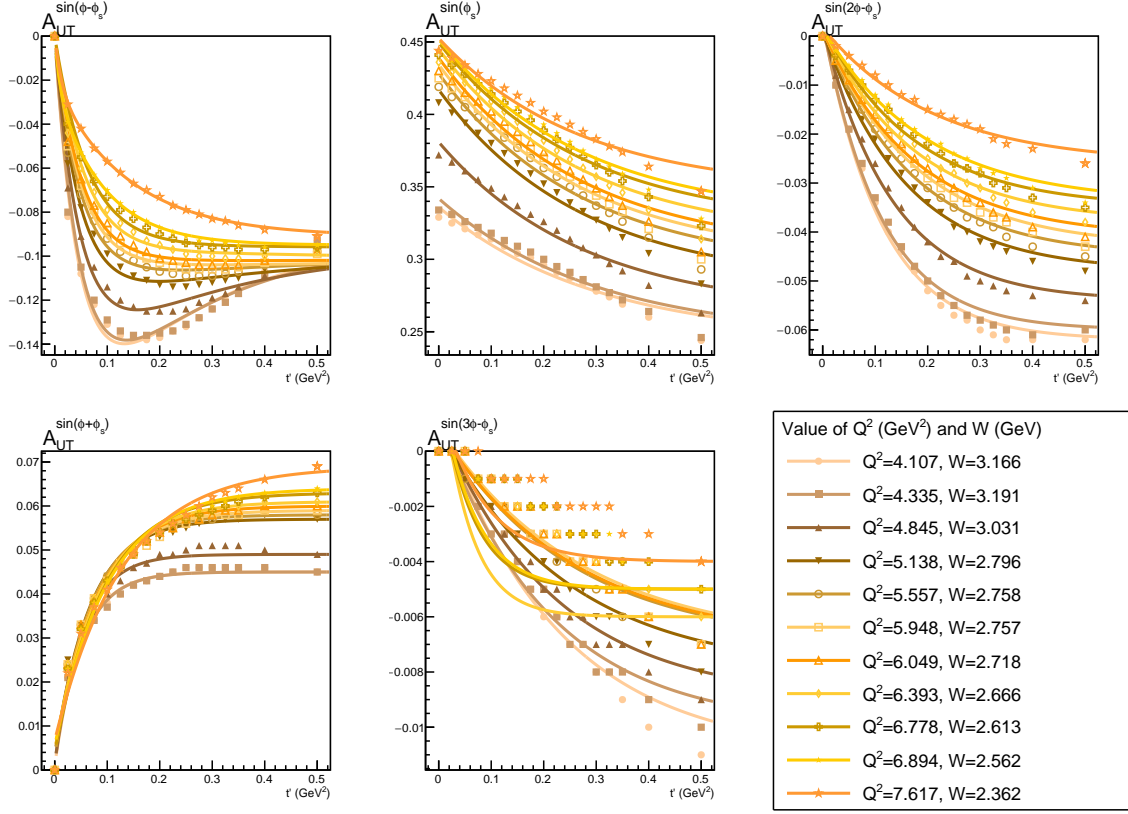 A_UT^sin(ϕ-ϕ_s)
0
−0.02
−0.04
−0.06
−0.08
−0.1
−0.12
−0.14
0 0.1 0.2 0.3 0.4 0.5
t' (GeV²)
A_UT^sin(ϕ_s)
0.45
0.4
0.35
0.3
0.25
0 0.1 0.2 0.3 0.4 0.5
t' (GeV²)
A_UT^sin(2ϕ-ϕ_s)
0
−0.01
−0.02
−0.03
−0.04
−0.05
−0.06
0 0.1 0.2 0.3 0.4 0.5
t' (GeV²)
A_UT^sin(ϕ+ϕ_s)
0.07
0.06
0.05
0.04
0.03
0.02
0.01
0
0 0.1 0.2 0.3 0.4 0.5
t' (GeV²)
A_UT^sin(3ϕ-ϕ_s)
0
−0.002
−0.004
−0.006
−0.008
−0.01
0 0.1 0.2 0.3 0.4 0.5
t' (GeV²)
Value of Q² (GeV²) and W (GeV)
Q²=4.107, W=3.166
Q²=4.335, W=3.191
Q²=4.845, W=3.031
Q²=5.138, W=2.796
Q²=5.557, W=2.758
Q²=5.948, W=2.757
Q²=6.049, W=2.718
Q²=6.393, W=2.666
Q²=6.778, W=2.613
Q²=6.894, W=2.562
Q²=7.617, W=2.362